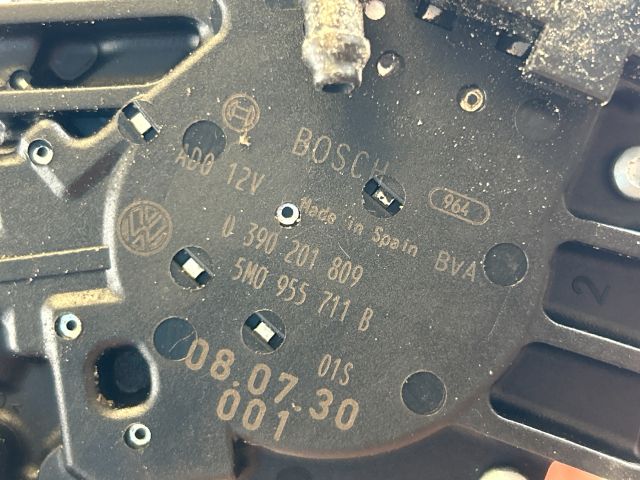 BOSCH
A00 12V
964
Made in Spain
BVA
0 390 201 809
5M0 955 711 B
01S
08.07.30
001
2